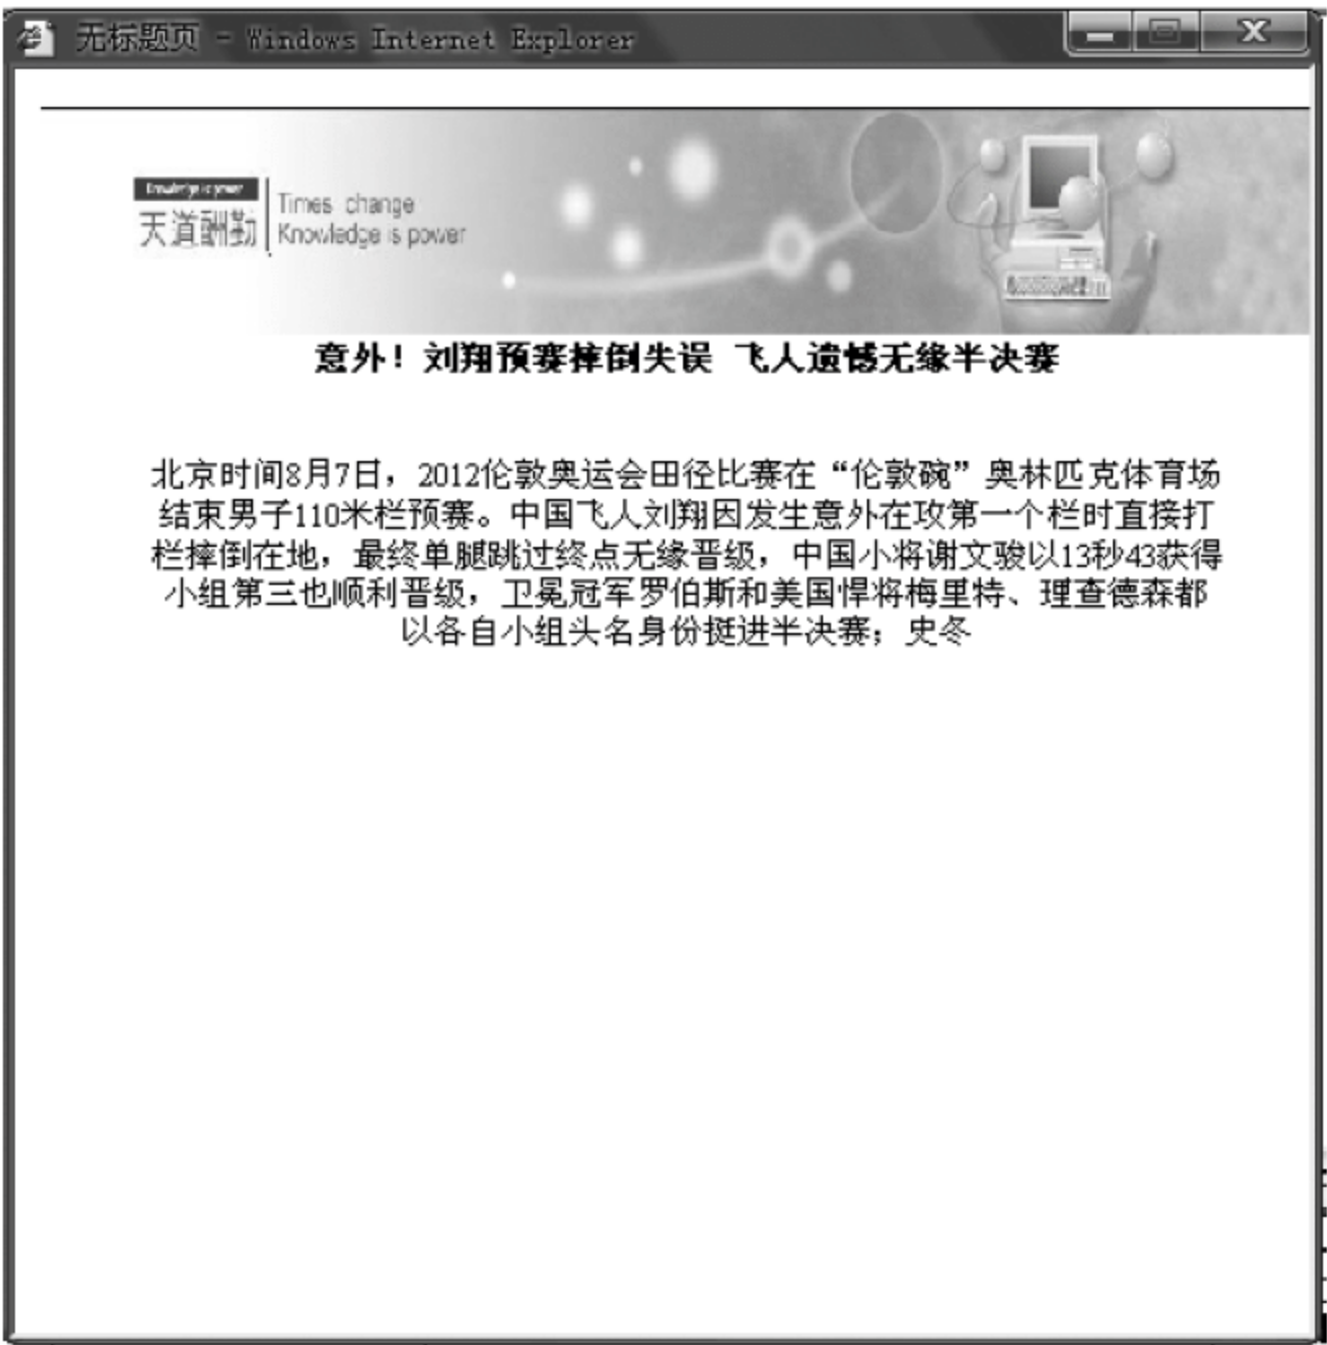 无标题页 - Windows Internet Explorer
Knowledge is power
天道酬勤
Times change
Knowledge is power
意外！刘翔预赛摔倒失误 飞人遗憾无缘半决赛
北京时间8月7日，2012伦敦奥运会田径比赛在“伦敦碗”奥林匹克体育场
结束男子110米栏预赛。中国飞人刘翔因发生意外在攻第一个栏时直接打
栏摔倒在地，最终单腿跳过终点无缘晋级，中国小将谢文骏以13秒43获得
小组第三也顺利晋级，卫冕冠军罗伯斯和美国悍将梅里特、理查德森都
以各自小组头名身份挺进半决赛；史冬